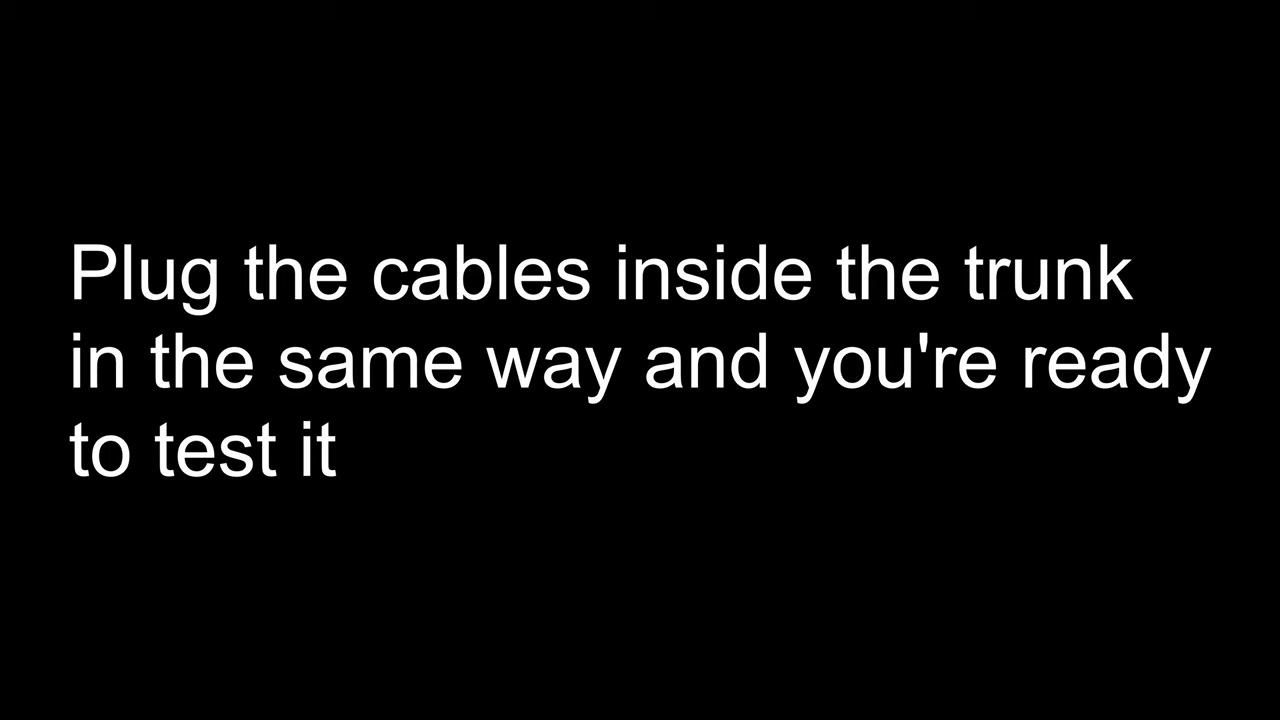 Plug the cables inside the trunk
in the same way and you're ready
to test it